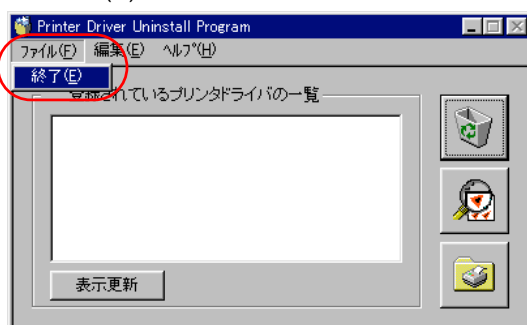 Printer Driver Uninstall Program
ファイル(F) 編集(E) ヘルプ(H)
終了(E)
登録されているプリンタドライバの一覧
表示更新